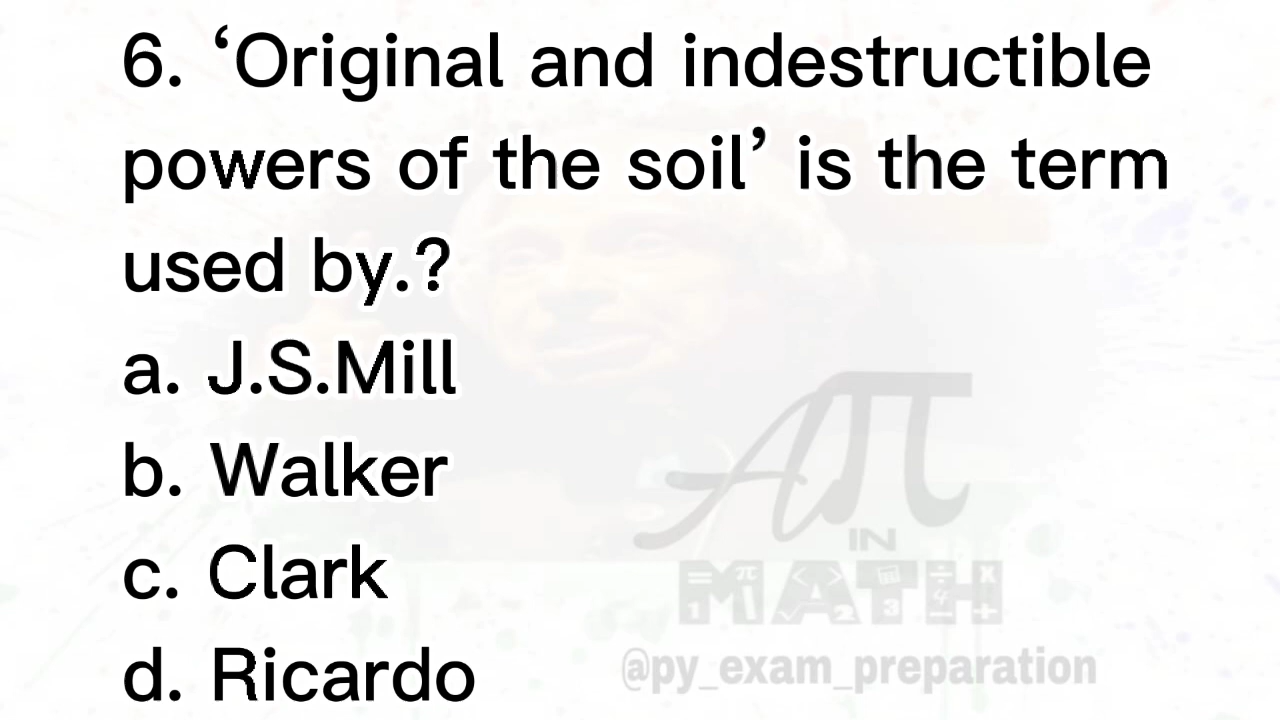 6. ‘Original and indestructible
powers of the soil’ is the term
used by.?
a. J.S.Mill
b. Walker
c. Clark
d. Ricardo
Aπ
IN
MATH
@py_exam_preparation